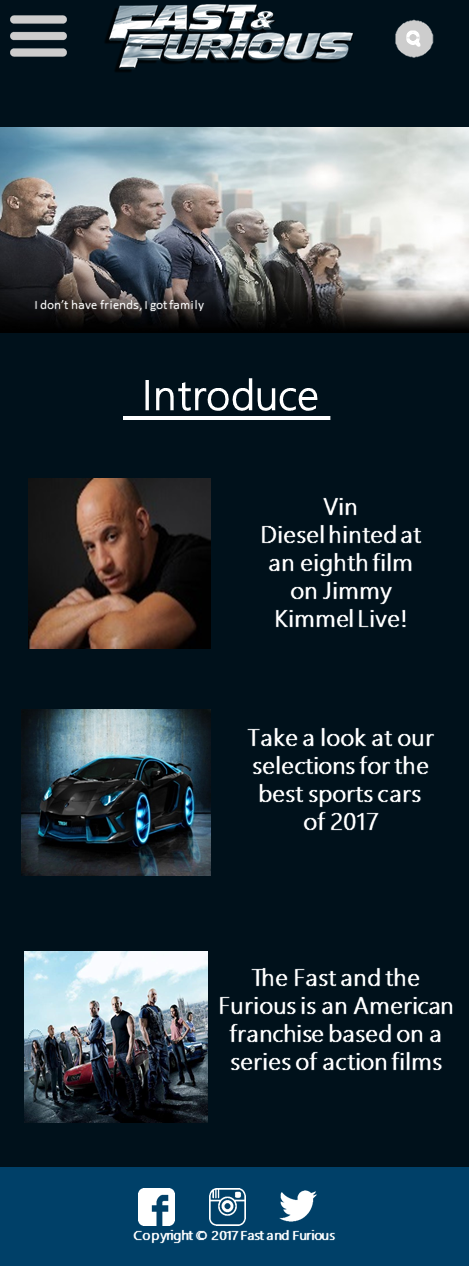 FAST &
FURIOUS
I don't have friends, I got family
Introduce
Vin
Diesel hinted at
an eighth film
on Jimmy
Kimmel Live!
Take a look at our
selections for the
best sports cars
of 2017
The Fast and the
Furious is an American
franchise based on a
series of action films
Copyright © 2017 Fast and Furious